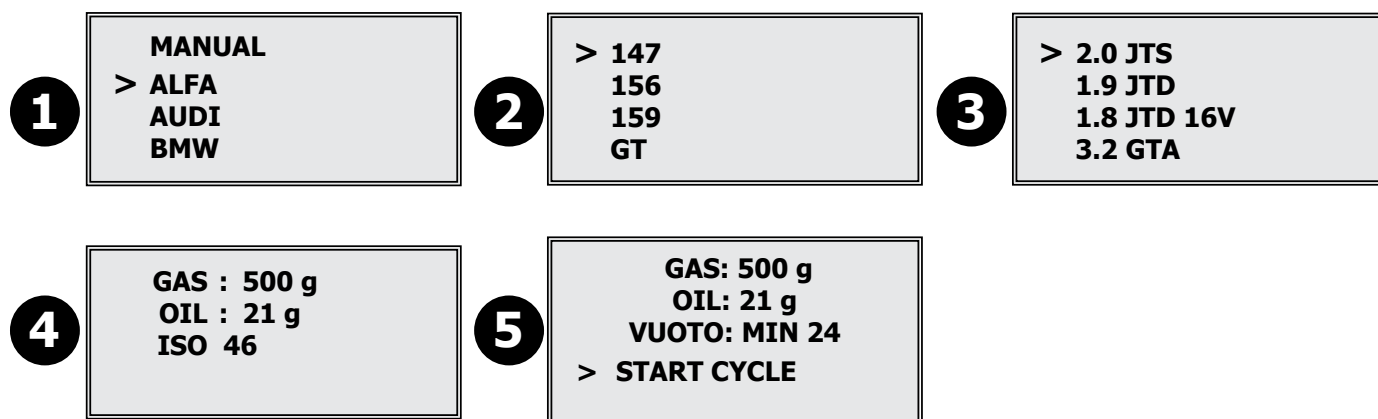 1
MANUAL
> ALFA
AUDI
BMW
2
> 147
156
159
GT
3
> 2.0 JTS
1.9 JTD
1.8 JTD 16V
3.2 GTA
4
GAS : 500 g
OIL : 21 g
ISO 46
5
GAS: 500 g
OIL: 21 g
VUOTO: MIN 24
> START CYCLE